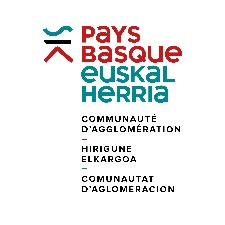 PAYS
BASQUE
EUSKAL
HERRIA
COMMUNAUTÉ
D'AGGLOMÉRATION
–
HIRIGUNE
ELKARGOA
–
COMUNAUTAT
D'AGLOMERACION